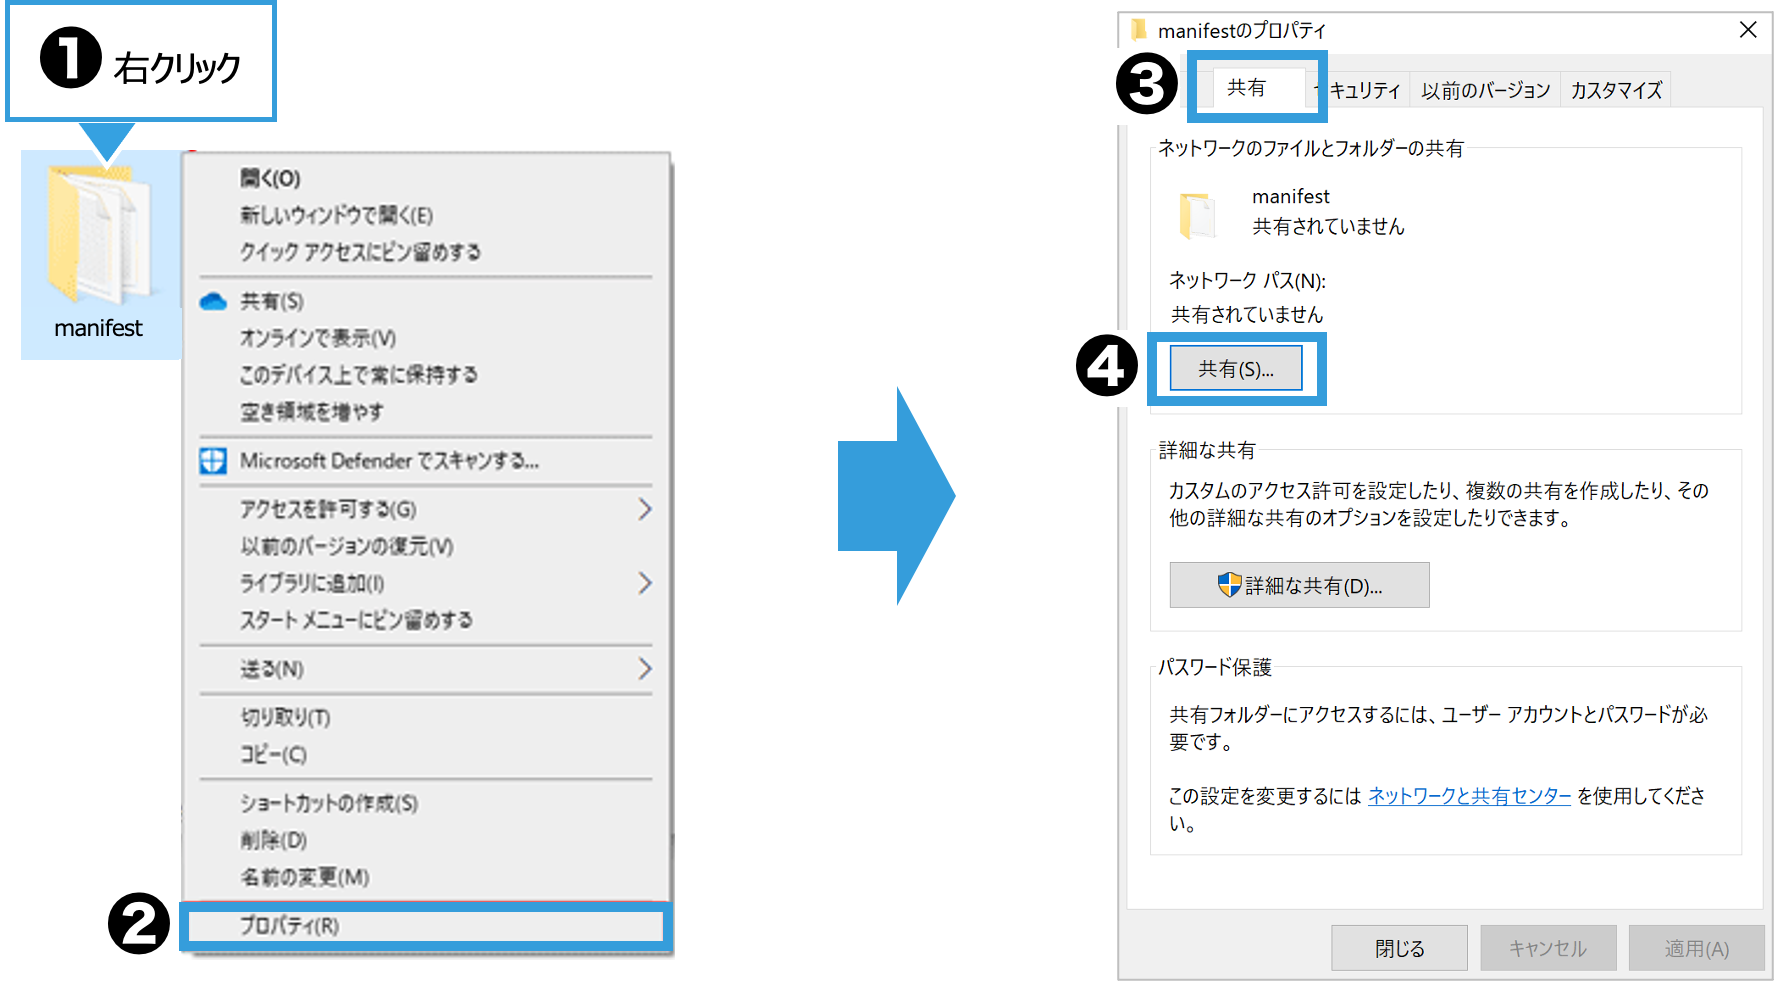 ❶ 右クリック
manifest
開く(O)
新しいウィンドウで開く(E)
クイック アクセスにピン留めする
共有(S)
オンラインで表示(V)
このデバイス上で常に保持する
空き領域を増やす
Microsoft Defender でスキャンする...
アクセスを許可する(G)
以前のバージョンの復元(V)
ライブラリに追加(I)
スタート メニューにピン留めする
送る(N)
切り取り(T)
コピー(C)
ショートカットの作成(S)
削除(D)
名前の変更(M)
❷ プロパティ(R)
manifestのプロパティ
❸ 共有 キュリティ 以前のバージョン カスタマイズ
ネットワークのファイルとフォルダーの共有
manifest
共有されていません
ネットワーク パス(N):
共有されていません
❹ 共有(S)...
詳細な共有
カスタムのアクセス許可を設定したり、複数の共有を作成したり、その
他の詳細な共有のオプションを設定したりできます。
詳細な共有(D)...
パスワード保護
共有フォルダーにアクセスするには、ユーザー アカウントとパスワードが必
要です。
この設定を変更するには ネットワークと共有センター を使用してくださ
い。
閉じる キャンセル 適用(A)